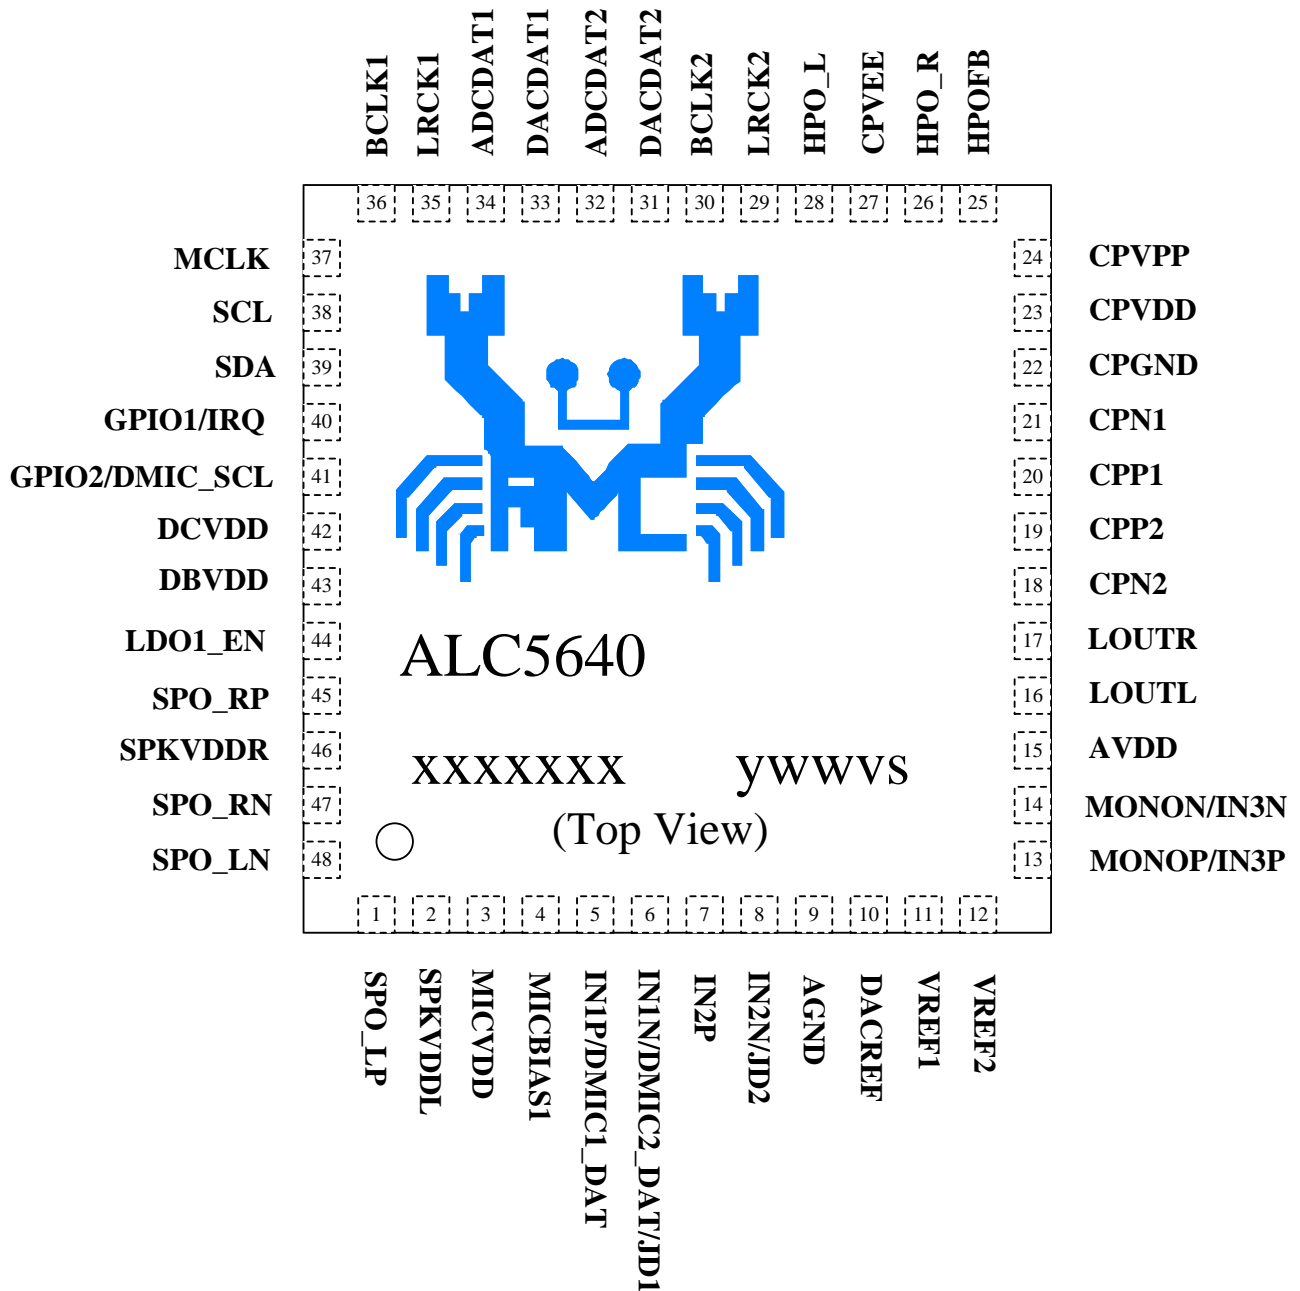 BCLK1
LRCK1
ADCDAT1
DACDAT1
ADCDAT2
DACDAT2
BCLK2
LRCK2
HPO_L
CPVEE
HPO_R
HPOFB
36
35
34
33
32
31
30
29
28
27
26
25
MCLK 37
SCL 38
SDA 39
GPIO1/IRQ 40
GPIO2/DMIC_SCL 41
DCVDD 42
DBVDD 43
LDO1_EN 44
SPO_RP 45
SPKVDDR 46
SPO_RN 47
SPO_LN 48
24 CPVPP
23 CPVDD
22 CPGND
21 CPN1
20 CPP1
19 CPP2
18 CPN2
17 LOUTR
16 LOUTL
15 AVDD
14 MONON/IN3N
13 MONOP/IN3P
ALC5640
xxxxxxx ywwvs
(Top View)
1
2
3
4
5
6
7
8
9
10
11
12
SPO_LP
SPKVDDL
MICVDD
MICBIAS1
IN1P/DMIC1_DAT
IN1N/DMIC2_DAT/JD1
IN2P
IN2N/JD2
AGND
DACREF
VREF1
VREF2